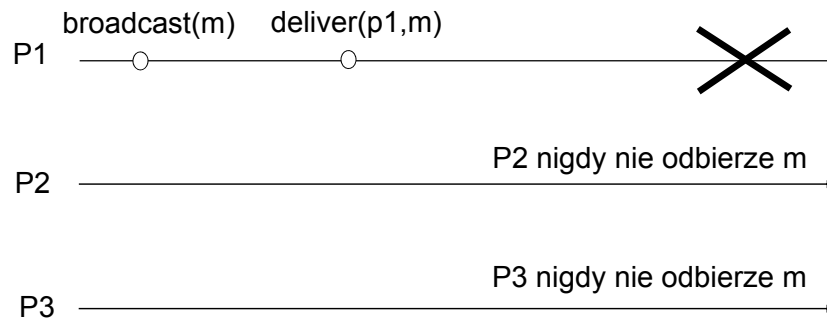 broadcast(m) deliver(p1,m)
P1
P2 nigdy nie odbierze m
P2
P3 nigdy nie odbierze m
P3